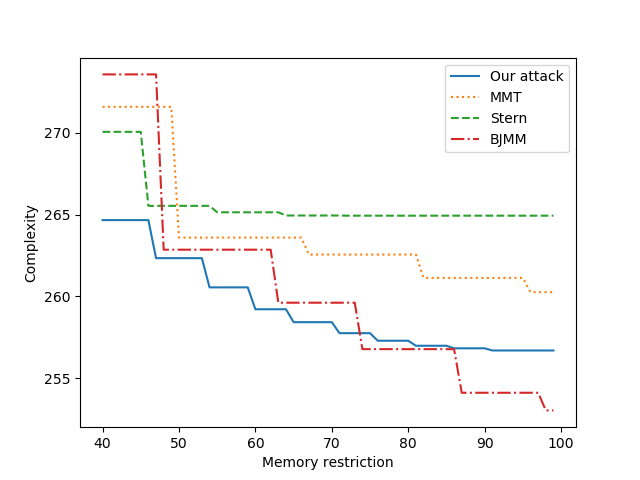 Our attack
MMT
Stern
BJMM
270
265
260
255
Complexity
40 50 60 70 80 90 100
Memory restriction